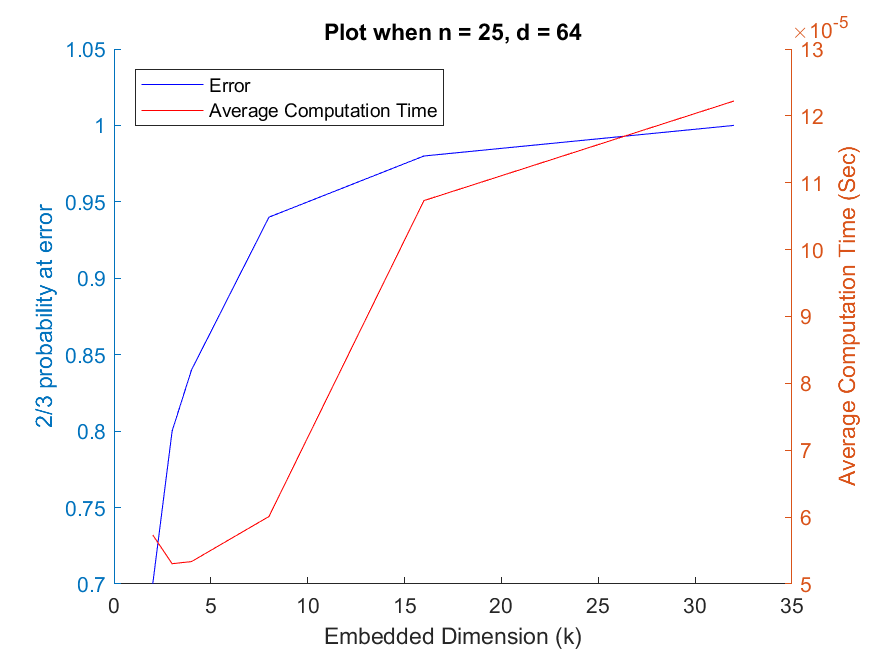 Plot when n = 25, d = 64
×10-5
Error
Average Computation Time
2/3 probability at error
1.05
1
0.95
0.9
0.85
0.8
0.75
0.7
13
12
11
10
9
8
7
6
5
Average Computation Time (Sec)
0 5 10 15 20 25 30 35
Embedded Dimension (k)